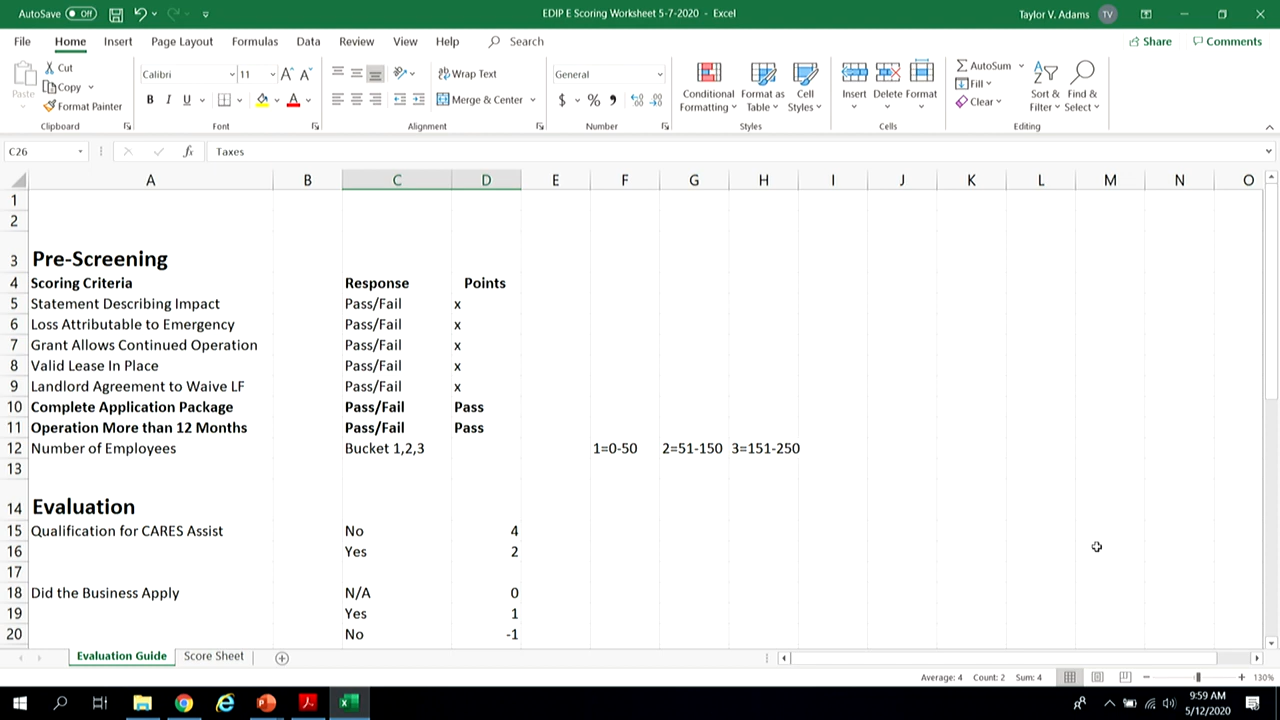 AutoSave Off EDIP E Scoring Worksheet 5-7-2020 - Excel Taylor V. Adams TV
File Home Insert Page Layout Formulas Data Review View Help Search Share Comments
Paste Cut Copy Format Painter Clipboard
Calibri 11 A A B I U A Font
Wrap Text Merge & Center Alignment
General $ % , Number
Conditional Formatting Format as Table Cell Styles Styles
Insert Delete Format Cells
AutoSum Fill Clear Sort & Filter Find & Select Editing
C26 fx Taxes
A B C D E F G H I J K L M N O
1
2
3 Pre-Screening
4 Scoring Criteria Response Points
5 Statement Describing Impact Pass/Fail x
6 Loss Attributable to Emergency Pass/Fail x
7 Grant Allows Continued Operation Pass/Fail x
8 Valid Lease In Place Pass/Fail x
9 Landlord Agreement to Waive LF Pass/Fail x
10 Complete Application Package Pass/Fail Pass
11 Operation More than 12 Months Pass/Fail Pass
12 Number of Employees Bucket 1,2,3 1=0-50 2=51-150 3=151-250
13
14 Evaluation
15 Qualification for CARES Assist No 4
16 Yes 2
17
18 Did the Business Apply N/A 0
19 Yes 1
20 No -1
Evaluation Guide Score Sheet
Average: 4 Count: 2 Sum: 4 130%
9:59 AM
5/12/2020